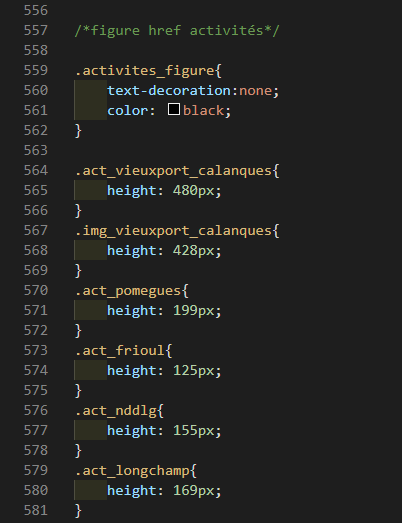 556
557 /*figure href activités*/
558
559 .activites_figure{
560 text-decoration:none;
561 color: black;
562 }
563
564 .act_vieuxport_calanques{
565 height: 480px;
566 }
567 .img_vieuxport_calanques{
568 height: 428px;
569 }
570 .act_pomegues{
571 height: 199px;
572 }
573 .act_frioul{
574 height: 125px;
575 }
576 .act_nddlg{
577 height: 155px;
578 }
579 .act_longchamp{
580 height: 169px;
581 }